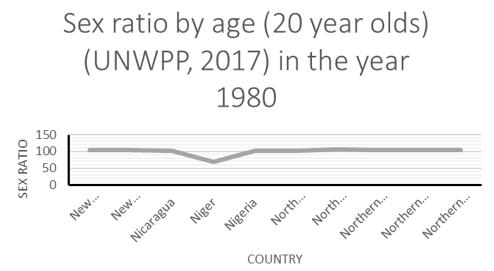 Sex ratio by age (20 year olds)
(UNWPP, 2017) in the year
1980
150
100
50
0
SEX RATIO
New...
New...
Nicaragua
Niger
Nigeria
North...
North...
Northern...
Northern...
Northern...
COUNTRY